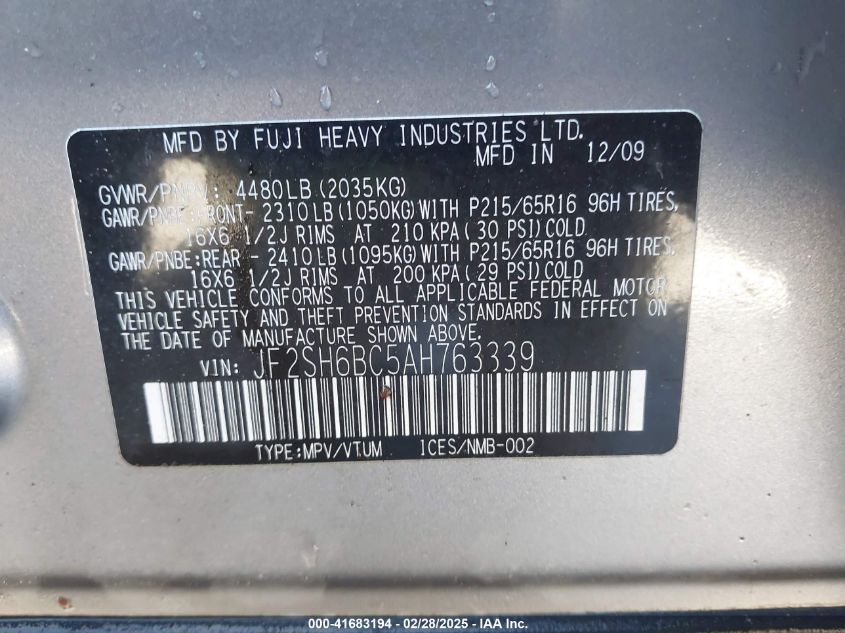 MFD BY FUJI HEAVY INDUSTRIES LTD.
MFD IN 12/09
GVWR/PNBV: 4480LB (2035KG)
GAWR/PNBE:FRONT- 2310LB (1050KG) WITH P215/65R16 96H TIRES,
16X6 1/2J RIMS AT 210 KPA (30 PSI) COLD.
GAWR/PNBE:REAR - 2410LB (1095KG) WITH P215/65R16 96H TIRES,
16X6 1/2J RIMS AT 200 KPA (29 PSI) COLD
THIS VEHICLE CONFORMS TO ALL APPLICABLE FEDERAL MOTOR
VEHICLE SAFETY AND THEFT PREVENTION STANDARDS IN EFFECT ON
THE DATE OF MANUFACTURE SHOWN ABOVE.
VIN: JF2SH6BC5AH763339
TYPE:MPV/VTUM ICES/NMB-002
000-41683194 - 02/28/2025 - IAA Inc.